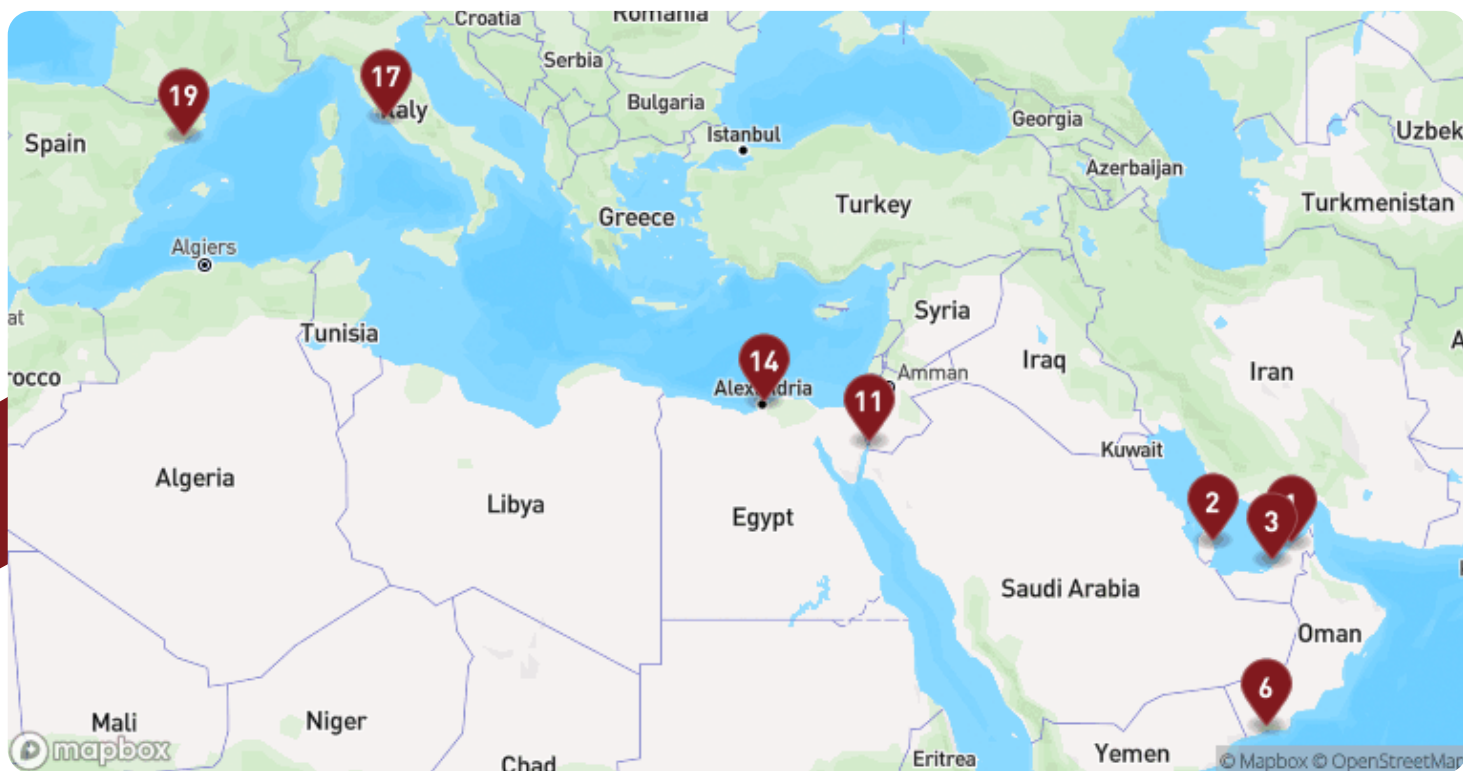 Croatia
Romania
19
17
Serbia
Italy
Bulgaria
Georgia
Spain
Istanbul
Uzbek
Azerbaijan
Turkey
Turkmenistan
Greece
Algiers
at
Syria
Tunisia
14
Iraq
Iran
A
rocco
Alexandria
Amman
11
Kuwait
Algeria
Libya
Egypt
2
3
1
Saudi Arabia
Oman
6
Mali
Niger
mapbox
Chad
Eritrea
Yemen
© Mapbox © OpenStreetMap